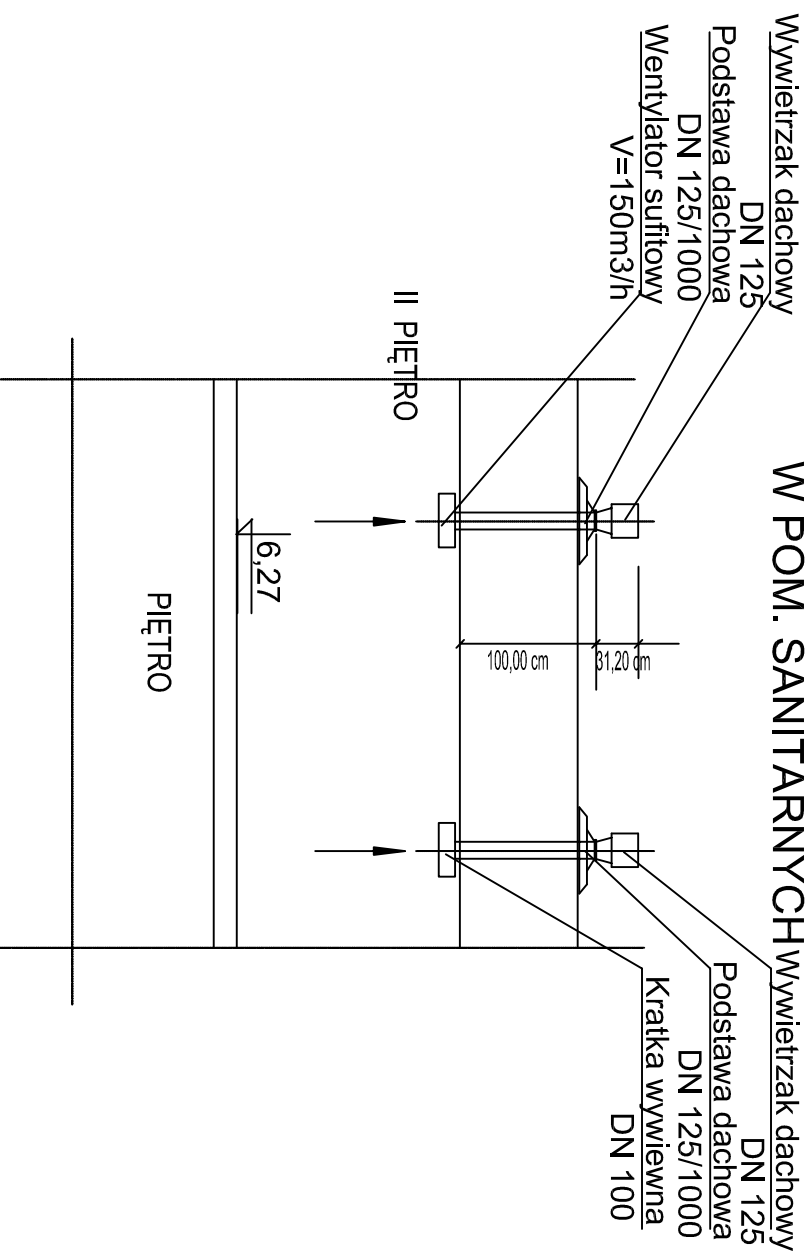 W POM. SANITARNYCH
Wywietrzak dachowy
DN 125
Podstawa dachowa
DN 125/1000
Wentylator sufitowy
V=150m3/h
Wywietrzak dachowy
DN 125
Podstawa dachowa
DN 125/1000
Kratka wywiewna
DN 100
31,20 cm
100,00 cm
II PIĘTRO
6,27
PIĘTRO